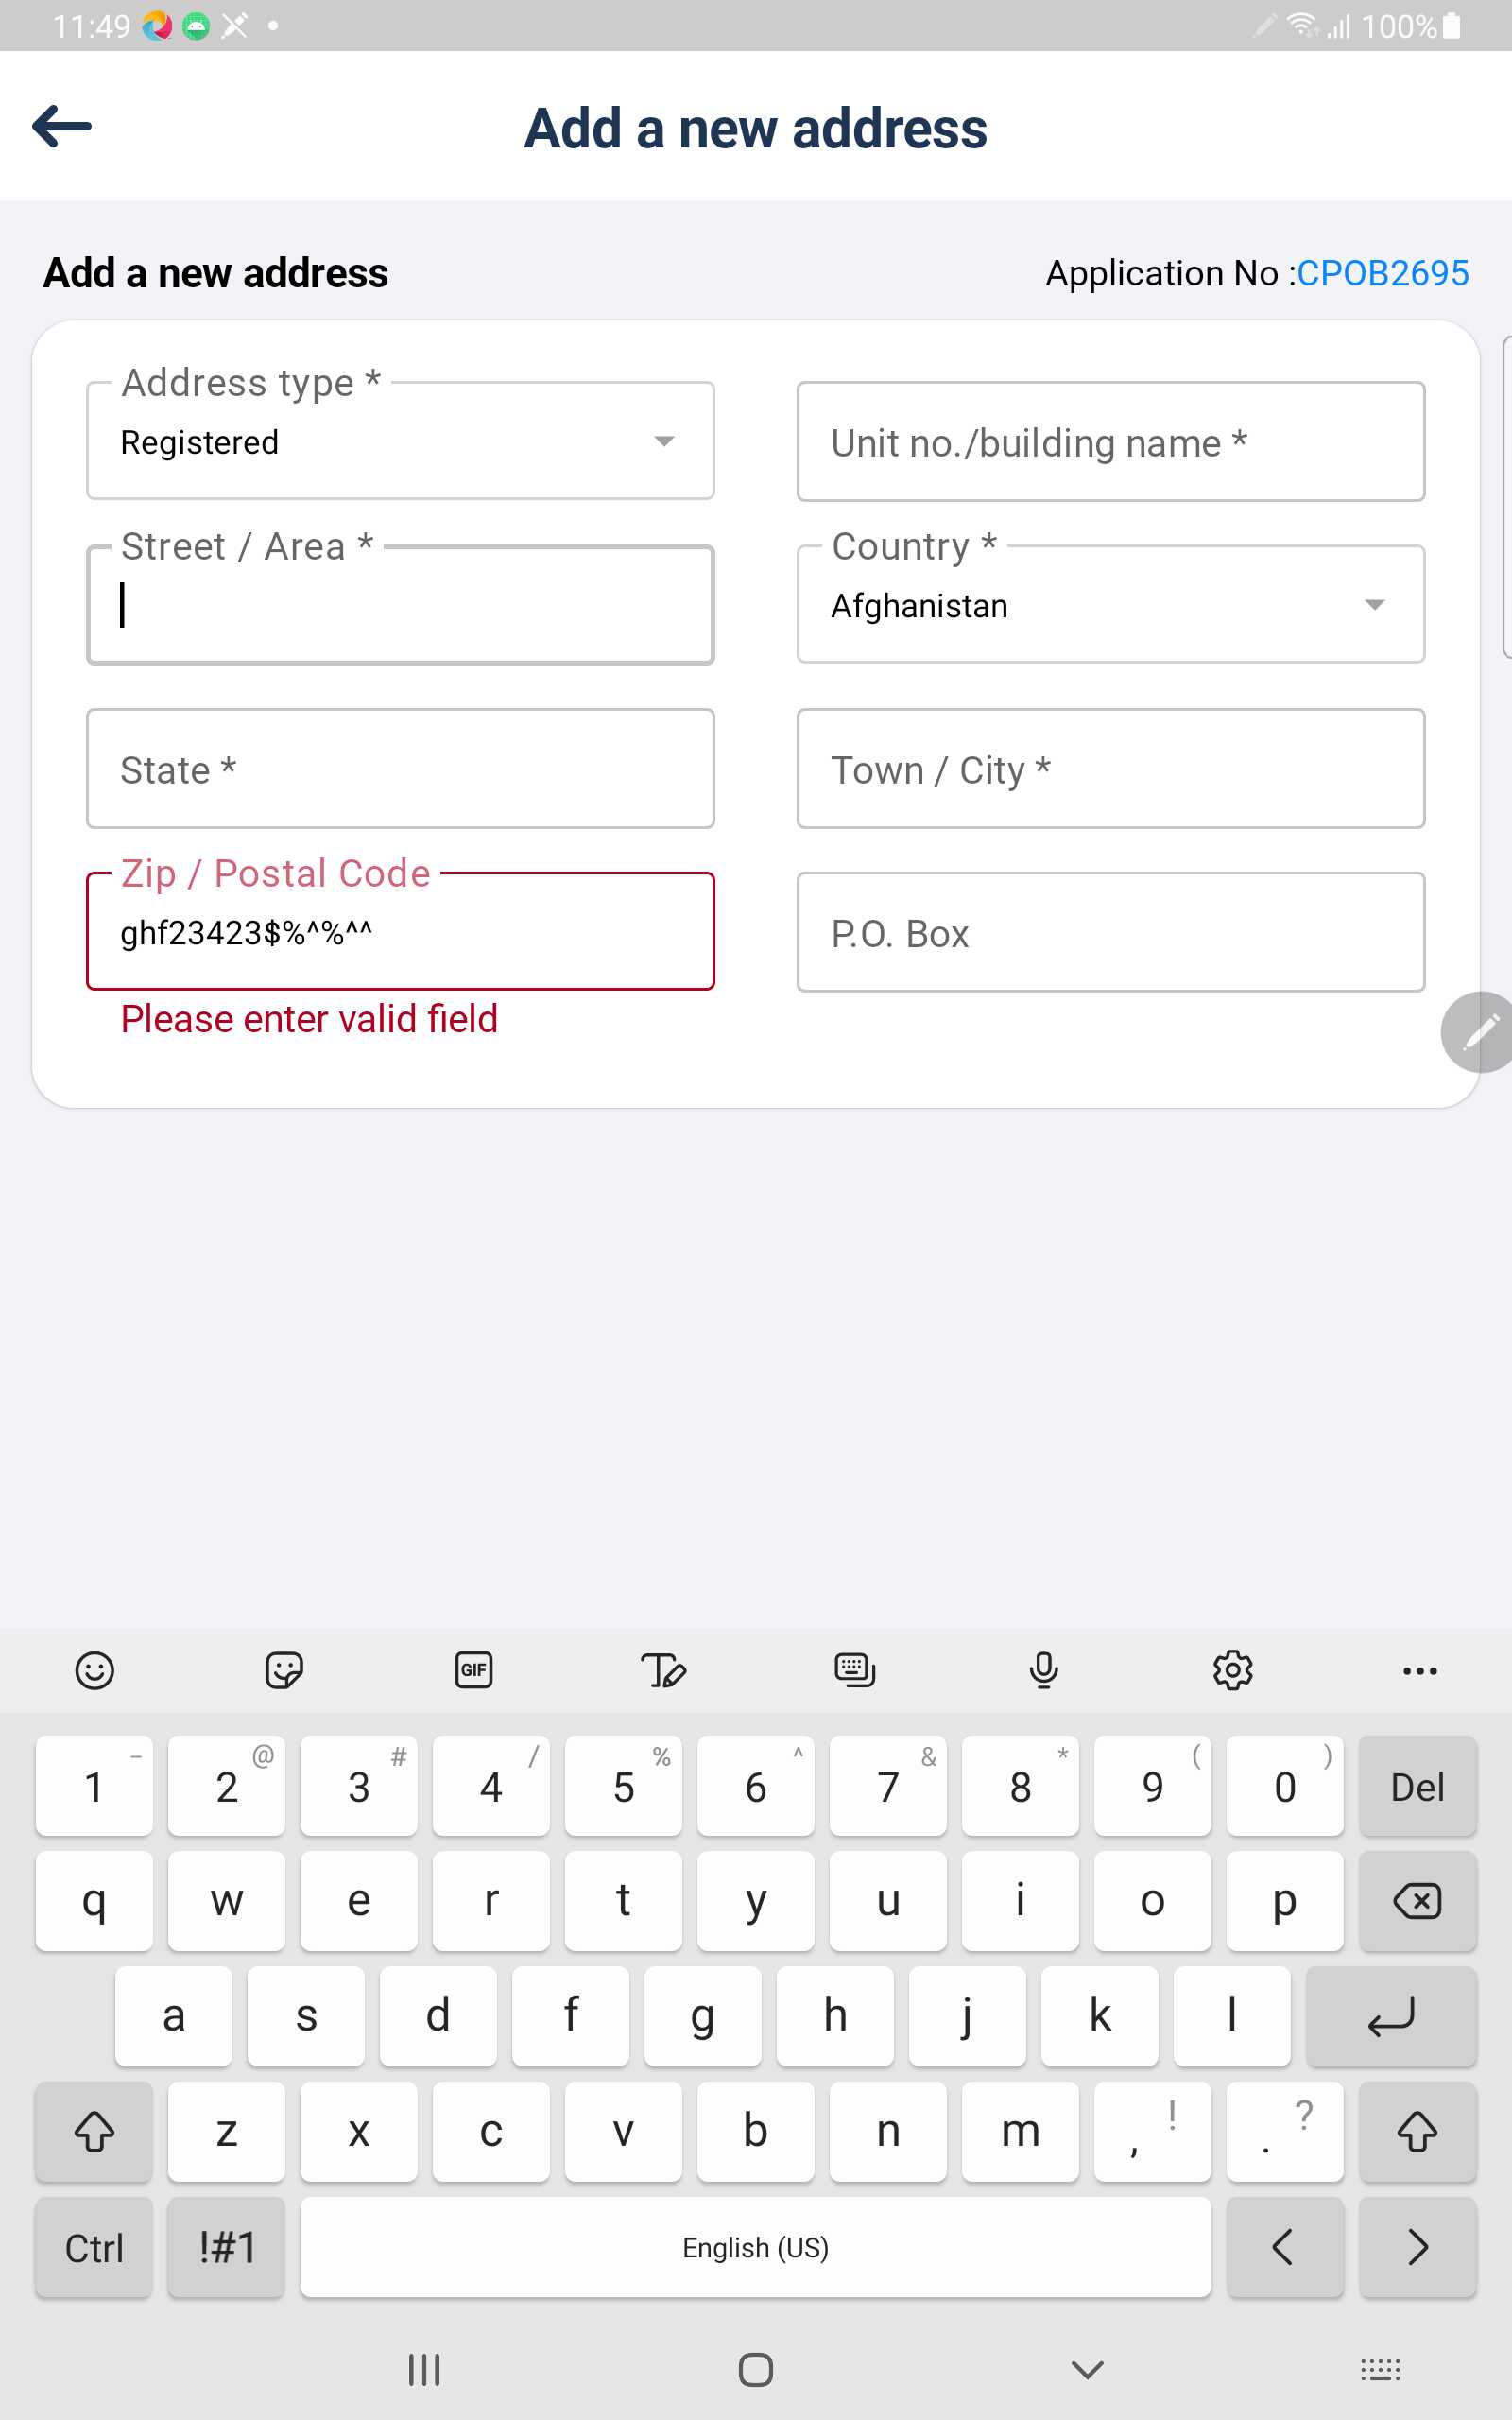 11:49
100%
Add a new address
Add a new address
Application No :CPOB2695
Address type *
Registered
Unit no./building name *
Street / Area *
Country *
Afghanistan
State *
Town / City *
Zip / Postal Code
ghf23423$%^%^^
P.O. Box
Please enter valid field
GIF
1 – 2 @ 3 # 4 / 5 % 6 ^ 7 & 8 * 9 ( 0 ) Del
q w e r t y u i o p
a s d f g h j k l
z x c v b n m , ! . ?
Ctrl !#1 English (US) < >